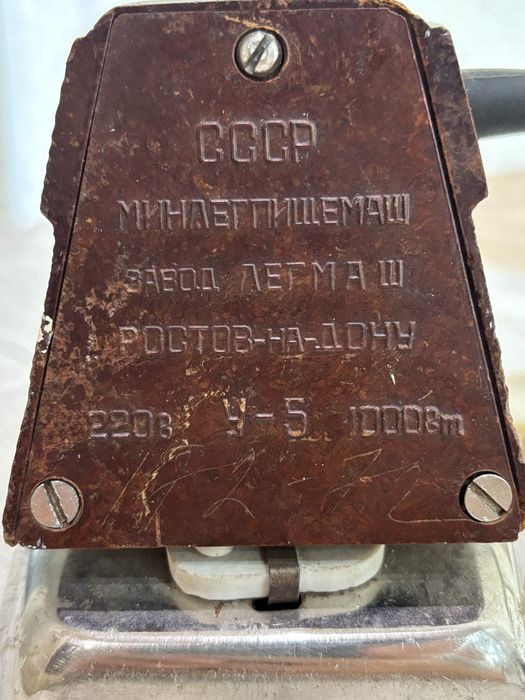 СССР
МИНЛЕГПИЩЕМАШ
ЗАВОД ЛЕГМАШ
РОСТОВ-НА-ДОНУ
220в У-5 1000вт